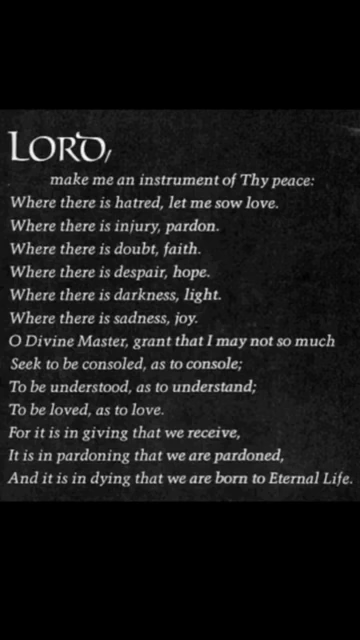 LORD,
make me an instrument of Thy peace:
Where there is hatred, let me sow love.
Where there is injury, pardon.
Where there is doubt, faith.
Where there is despair, hope.
Where there is darkness, light.
Where there is sadness, joy.
O Divine Master, grant that I may not so much
Seek to be consoled, as to console;
To be understood, as to understand;
To be loved, as to love.
For it is in giving that we receive,
It is in pardoning that we are pardoned,
And it is in dying that we are born to Eternal Life.